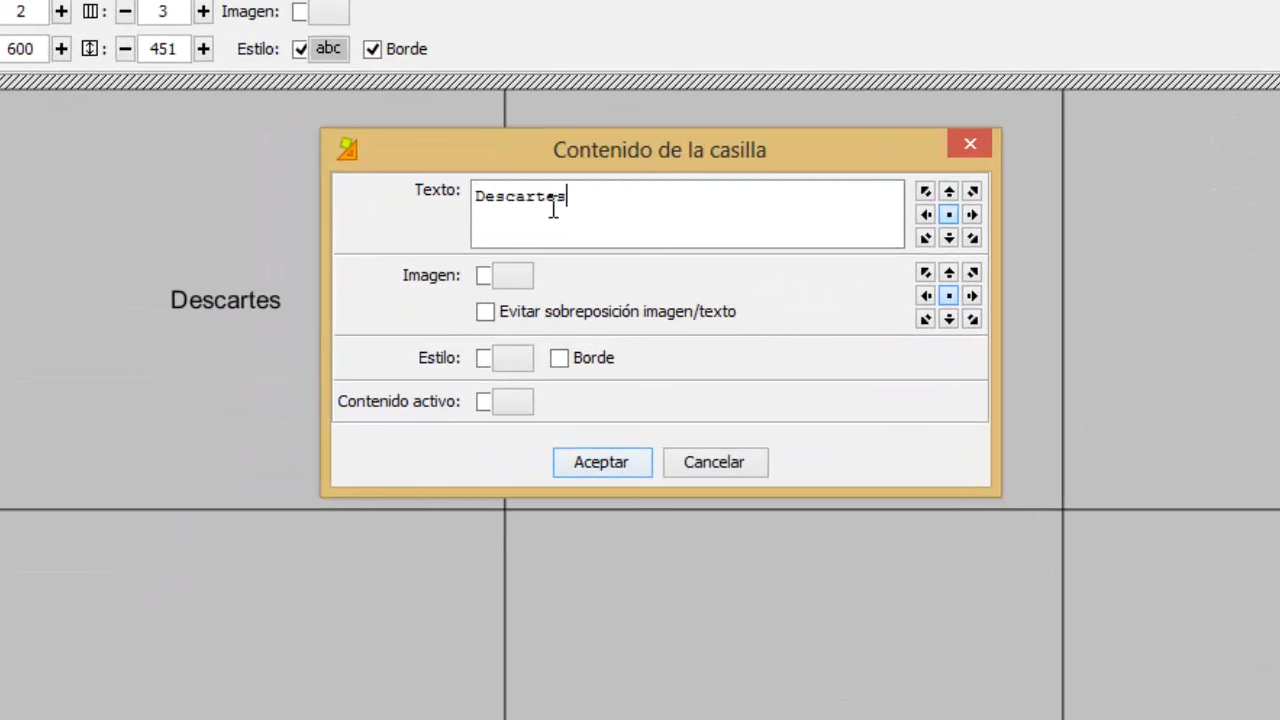 2 + : − 3 + Imagen:
600 + : − 451 + Estilo: abc Borde
Contenido de la casilla
Texto: Descartes
Imagen:
Descartes
Evitar sobreposición imagen/texto
Estilo: Borde
Contenido activo:
Aceptar Cancelar